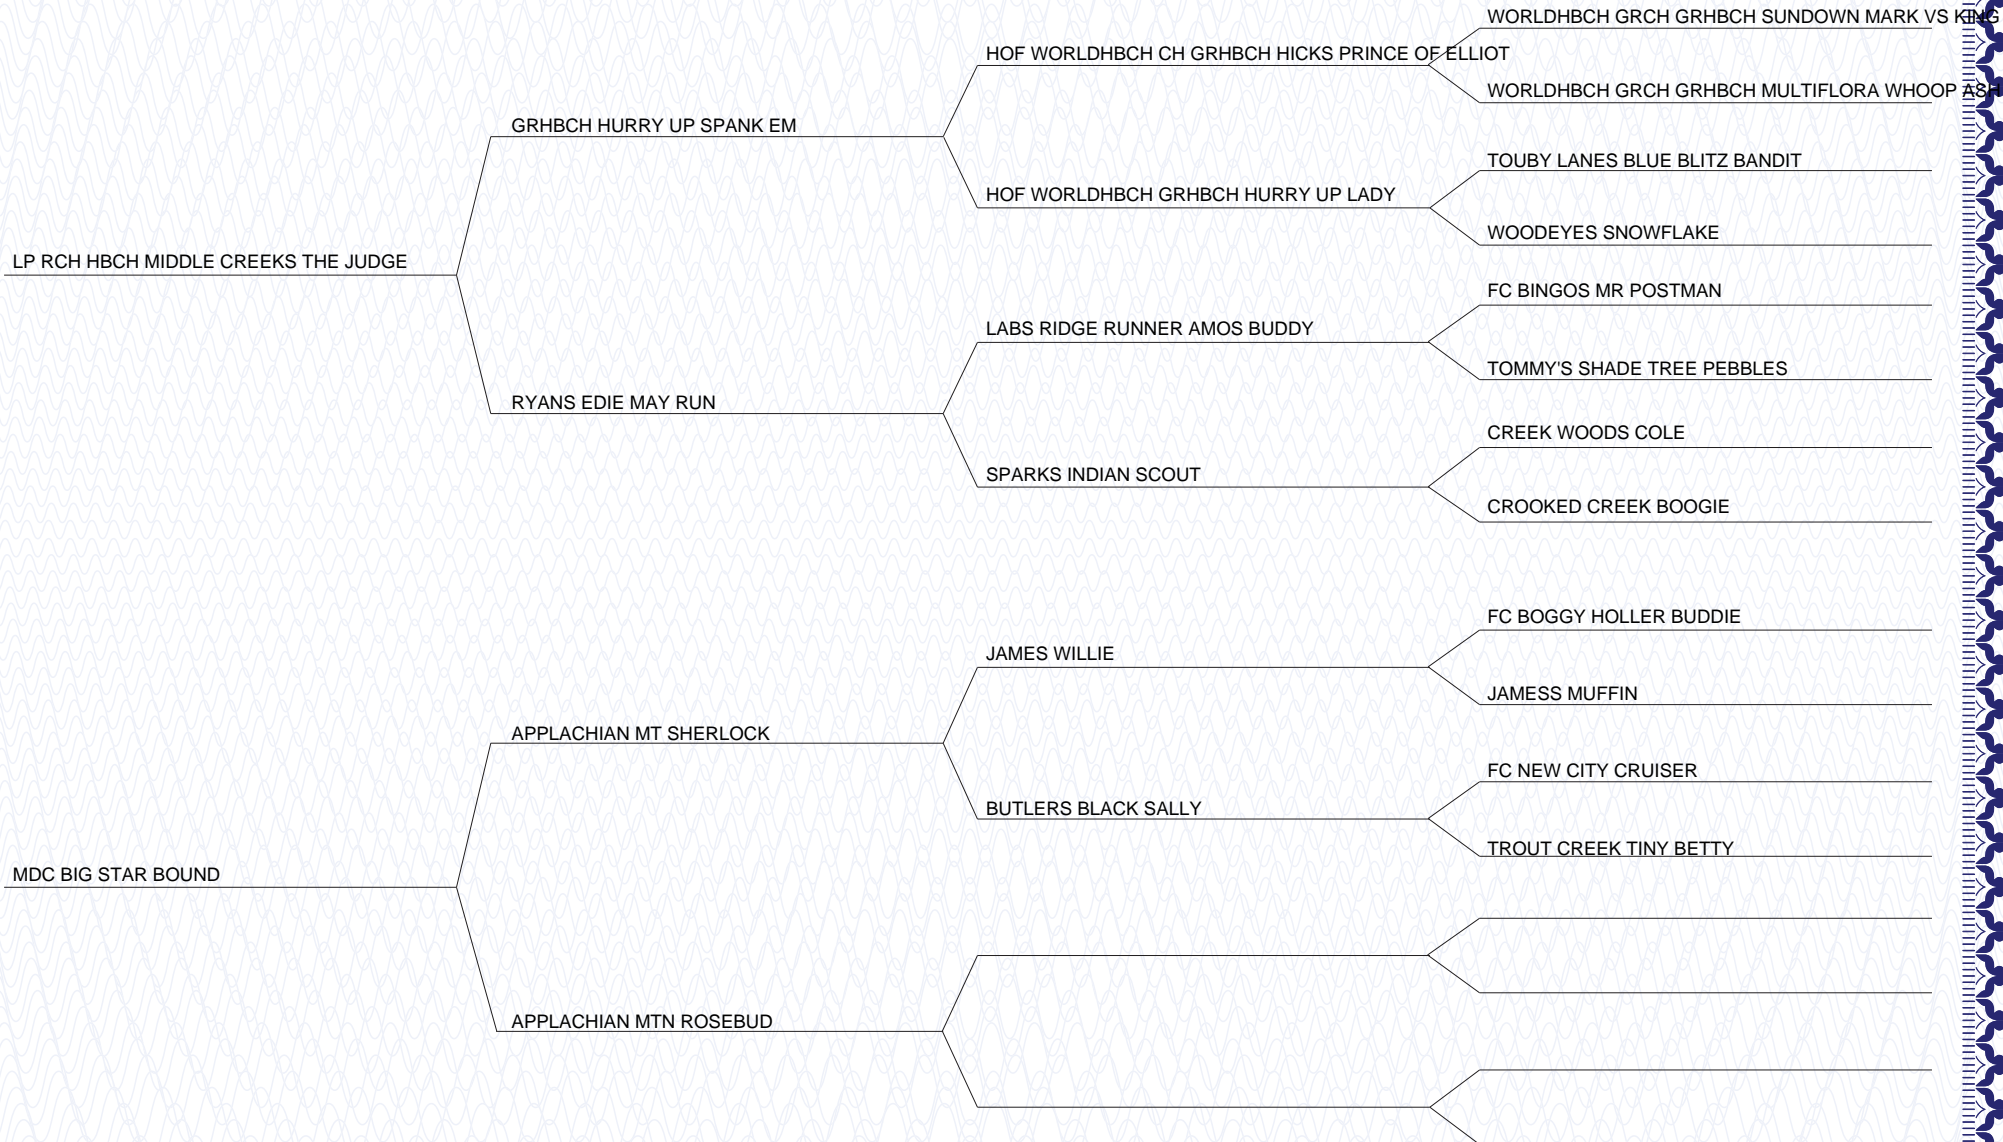 WORLDHBCH GRCH GRHBCH SUNDOWN MARK VS KING
HOF WORLDHBCH CH GRHBCH HICKS PRINCE OF ELLIOT
WORLDHBCH GRCH GRHBCH MULTIFLORA WHOOP ASH
GRHBCH HURRY UP SPANK EM
TOUBY LANES BLUE BLITZ BANDIT
HOF WORLDHBCH GRHBCH HURRY UP LADY
WOODEYES SNOWFLAKE
LP RCH HBCH MIDDLE CREEKS THE JUDGE
FC BINGOS MR POSTMAN
LABS RIDGE RUNNER AMOS BUDDY
TOMMY'S SHADE TREE PEBBLES
RYANS EDIE MAY RUN
CREEK WOODS COLE
SPARKS INDIAN SCOUT
CROOKED CREEK BOOGIE
FC BOGGY HOLLER BUDDIE
JAMES WILLIE
JAMESS MUFFIN
APPLACHIAN MT SHERLOCK
FC NEW CITY CRUISER
BUTLERS BLACK SALLY
TROUT CREEK TINY BETTY
MDC BIG STAR BOUND
APPLACHIAN MTN ROSEBUD